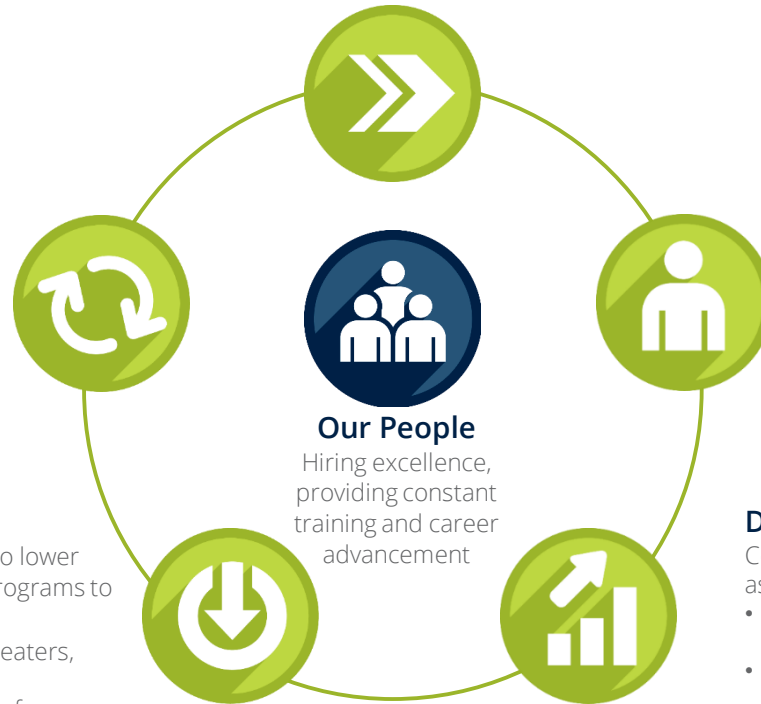 Our People
Hiring excellence,
providing constant
training and career
advancement
lower
rograms to
eaters,
D
C
as
•
•